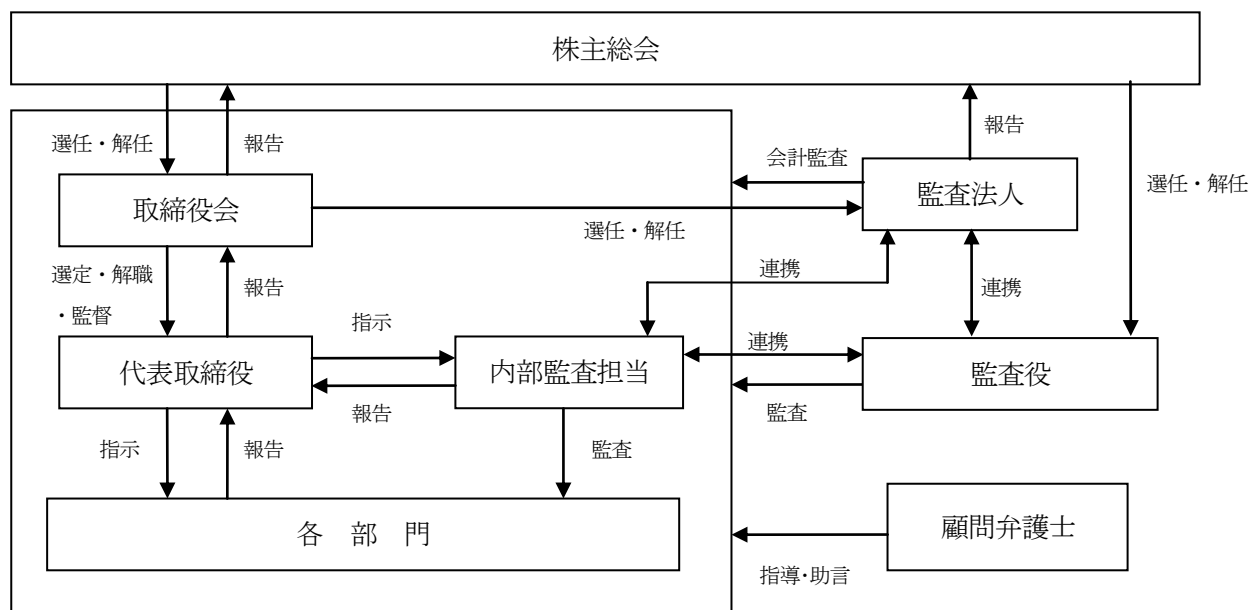 株主総会
選任・解任
報告
報告
会計監査
監査法人
選任・解任
取締役会
選任・解任
選定・解職
・監督
報告
連携
連携
指示
連携
代表取締役
内部監査担当
監査役
報告
監査
指示
報告
監査
各 部 門
顧問弁護士
指導・助言